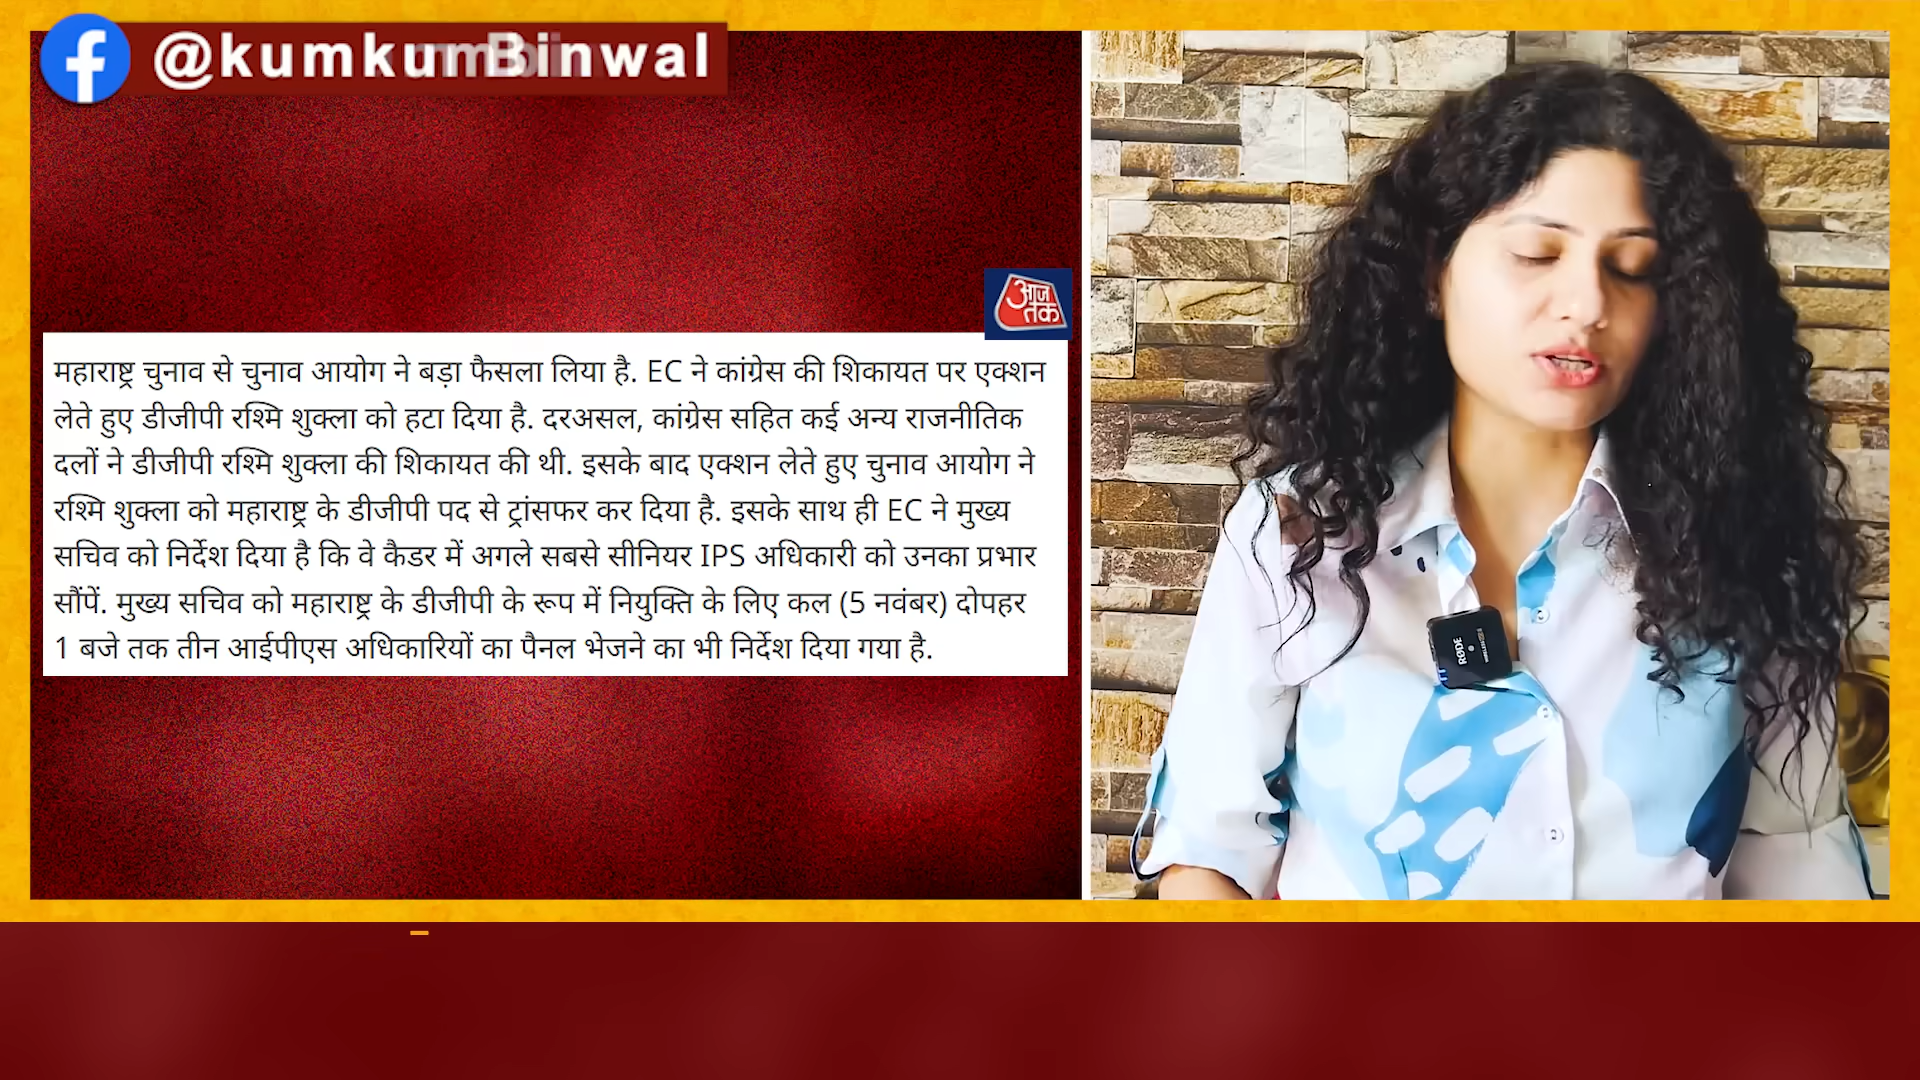 @kumkumBinwal
आज
तक
महाराष्ट्र चुनाव से चुनाव आयोग ने बड़ा फैसला लिया है. EC ने कांग्रेस की शिकायत पर एक्शन
लेते हुए डीजीपी रश्मि शुक्ला को हटा दिया है. दरअसल, कांग्रेस सहित कई अन्य राजनीतिक
दलों ने डीजीपी रश्मि शुक्ला की शिकायत की थी. इसके बाद एक्शन लेते हुए चुनाव आयोग ने
रश्मि शुक्ला को महाराष्ट्र के डीजीपी पद से ट्रांसफर कर दिया है. इसके साथ ही EC ने मुख्य
सचिव को निर्देश दिया है कि वे कैडर में अगले सबसे सीनियर IPS अधिकारी को उनका प्रभार
सौंपें. मुख्य सचिव को महाराष्ट्र के डीजीपी के रूप में नियुक्ति के लिए कल (5 नवंबर) दोपहर
1 बजे तक तीन आईपीएस अधिकारियों का पैनल भेजने का भी निर्देश दिया गया है.
RØDE